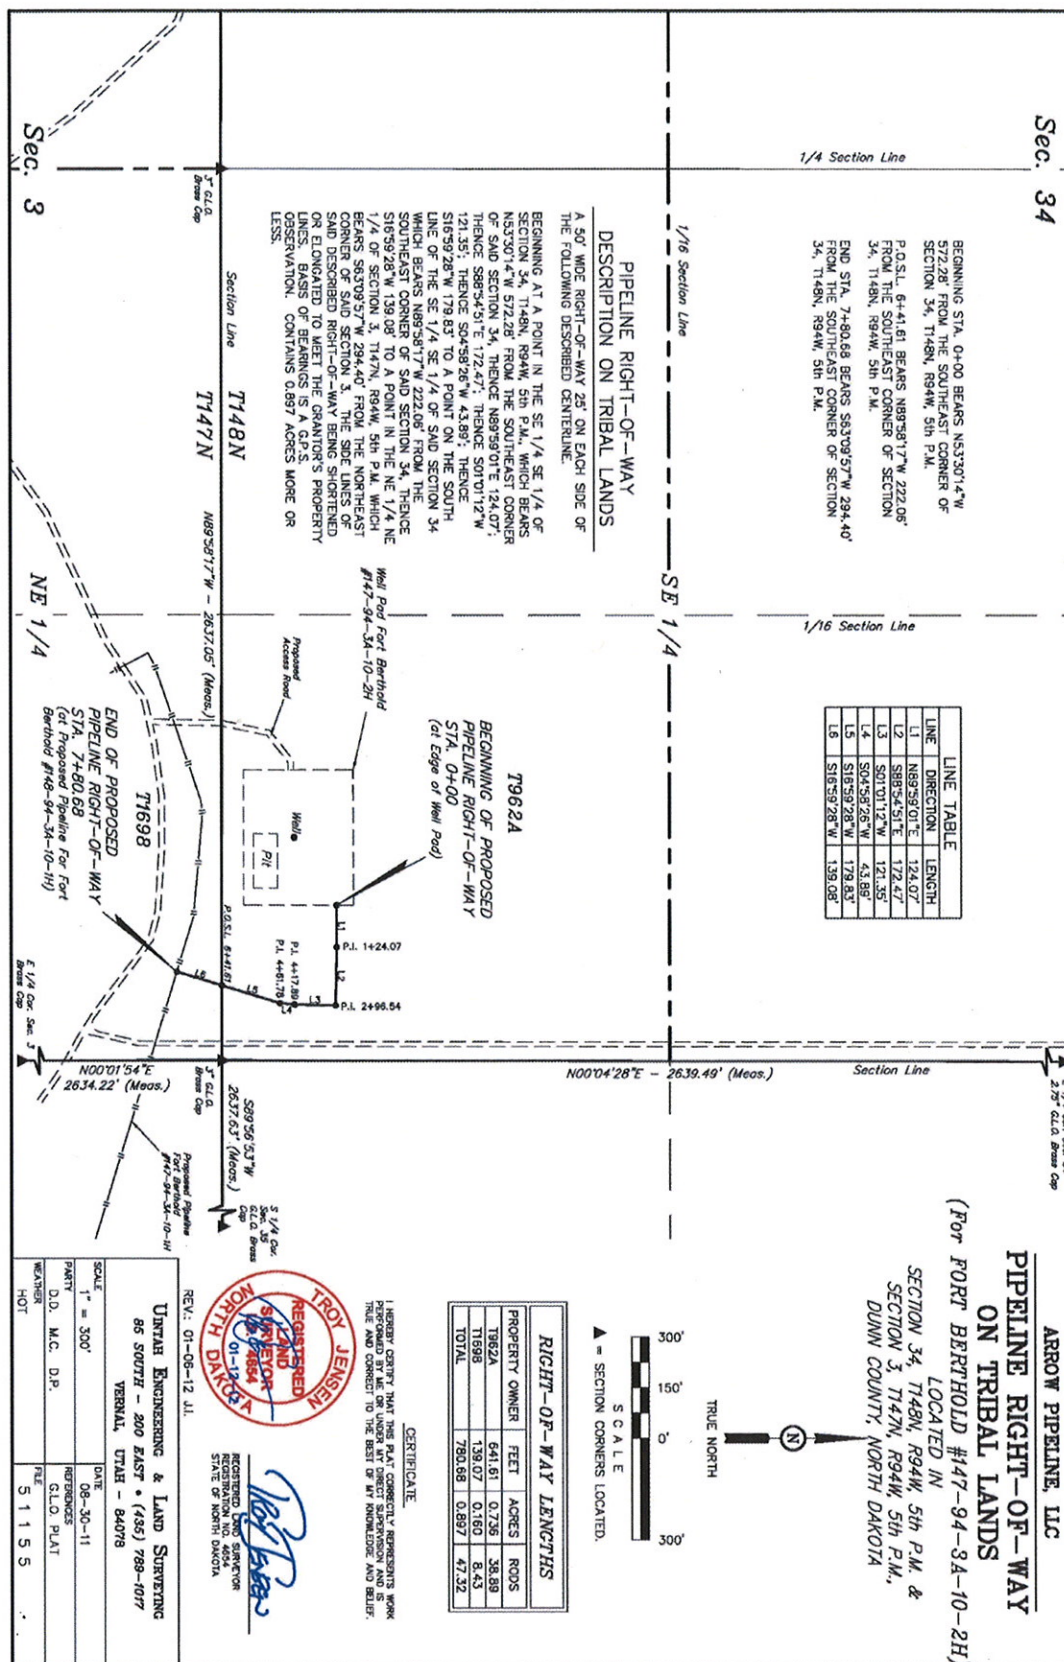 ARROW PIPELINE, LLC
PIPELINE RIGHT-OF-WAY
ON TRIBAL LANDS
(For FORT BERTHOLD #147-94-3A-10-2H)
LOCATED IN
SECTION 34, T148N, R94W, 5th P.M. &
SECTION 3, T147N, R94W, 5th P.M.,
DUNN COUNTY, NORTH DAKOTA
Sec. 34
1/4 Section Line
BEGINNING STA. 0+00 BEARS N53°30'14"W
572.28' FROM THE SOUTHEAST CORNER OF
SECTION 34, T148N, R94W, 5th P.M.
P.O.S.L. 6+41.61 BEARS N89°58'17"W 222.06'
FROM THE SOUTHEAST CORNER OF SECTION
34, T148N, R94W, 5th P.M.
END STA. 7+80.68 BEARS S63°09'57"W 294.40'
FROM THE SOUTHEAST CORNER OF SECTION
34, T148N, R94W, 5th P.M.
1/16 Section Line
LINE TABLE
LINE DIRECTION LENGTH
L1 N89°59'01"E 124.07'
L2 S88°54'51"E 172.47'
L3 S01°01'12"W 121.35'
L4 S04°58'26"W 43.89'
L5 S16°59'28"W 179.83'
L6 S16°59'28"W 139.08'
2.75" G.L.O. Brass Cap
1/16 Section Line
SE 1/4
Section Line
N00°04'28"E - 2639.49' (Meas.)
PIPELINE RIGHT-OF-WAY
DESCRIPTION ON TRIBAL LANDS
A 50' WIDE RIGHT-OF-WAY 25' ON EACH SIDE OF
THE FOLLOWING DESCRIBED CENTERLINE.
BEGINNING AT A POINT IN THE SE 1/4 SE 1/4 OF
SECTION 34, T148N, R94W, 5th P.M., WHICH BEARS
N53°30'14"W 572.28' FROM THE SOUTHEAST CORNER
OF SAID SECTION 34, THENCE N89°59'01"E 124.07';
THENCE S88°54'51"E 172.47'; THENCE S01°01'12"W
121.35'; THENCE S04°58'26"W 43.89'; THENCE
S16°59'28"W 179.83' TO A POINT ON THE SOUTH
LINE OF THE SE 1/4 SE 1/4 OF SAID SECTION 34
WHICH BEARS N89°58'17"W 222.06' FROM THE
SOUTHEAST CORNER OF SAID SECTION 34, THENCE
S16°59'28"W 139.08' TO A POINT IN THE NE 1/4 NE
1/4 OF SECTION 3, T147N, R94W, 5th P.M. WHICH
BEARS S63°09'57"W 294.40' FROM THE NORTHEAST
CORNER OF SAID SECTION 3. THE SIDE LINES OF
SAID DESCRIBED RIGHT-OF-WAY BEING SHORTENED
OR ELONGATED TO MEET THE GRANTOR'S PROPERTY
LINES. BASIS OF BEARINGS IS A G.P.S.
OBSERVATION. CONTAINS 0.897 ACRES MORE OR
LESS.
T962A
BEGINNING OF PROPOSED
PIPELINE RIGHT-OF-WAY
STA. 0+00
(at Edge of Well Pad)
Well Pad Fort Berthold
#147-94-3A-10-2H
Proposed
Access Road
Well
Pit
L1
P.I. 1+24.07
L2
P.I. 2+96.54
L3
P.I. 4+17.89
P.I. 4+61.78
L4
L5
P.O.S.L. 6+41.61
L6
3" G.L.O.
Brass Cap
Section Line
T148N
T147N
N89°58'17"W - 2637.05' (Meas.)
Sec. 3
NE 1/4
T1698
END OF PROPOSED
PIPELINE RIGHT-OF-WAY
STA. 7+80.68
(at Proposed Pipeline For Fort
Berthold #148-94-3A-10-1H)
E 1/4 Cor. Sec. 3
Brass Cap
N00°01'54"E
2634.22' (Meas.)
3" G.L.O.
Brass Cap
S89°56'53"W
2637.63' (Meas.)
S 1/4 Cor.
Sec. 35
G.L.O. Brass
Cap
Proposed Pipeline
Fort Berthold
#147-94-3A-10-1H
TRUE NORTH
N
300' 150' 0' 300'
SCALE
▲ = SECTION CORNERS LOCATED.
RIGHT-OF-WAY LENGTHS
PROPERTY OWNER FEET ACRES RODS
T962A 641.61 0.736 38.89
T1698 139.07 0.160 8.43
TOTAL 780.68 0.897 47.32
CERTIFICATE
I HEREBY CERTIFY THAT THIS PLAT CORRECTLY REPRESENTS WORK
PERFORMED BY ME OR UNDER MY DIRECT SUPERVISION AND IS
TRUE AND CORRECT TO THE BEST OF MY KNOWLEDGE AND BELIEF.
TROY JENSEN
REGISTERED
LAND
SURVEYOR
4654
01-12-12
NORTH DAKOTA
Troy Jensen
REGISTERED LAND SURVEYOR
REGISTRATION NO. 4654
STATE OF NORTH DAKOTA
REV.: 01-06-12 J.I.
UINTAH ENGINEERING & LAND SURVEYING
85 SOUTH - 200 EAST • (435) 789-1017
VERNAL, UTAH - 84078
SCALE 1" = 300'
DATE 08-30-11
PARTY D.D. M.C. D.P.
REFERENCES G.L.O. PLAT
WEATHER HOT
FILE 5 1 1 5 5